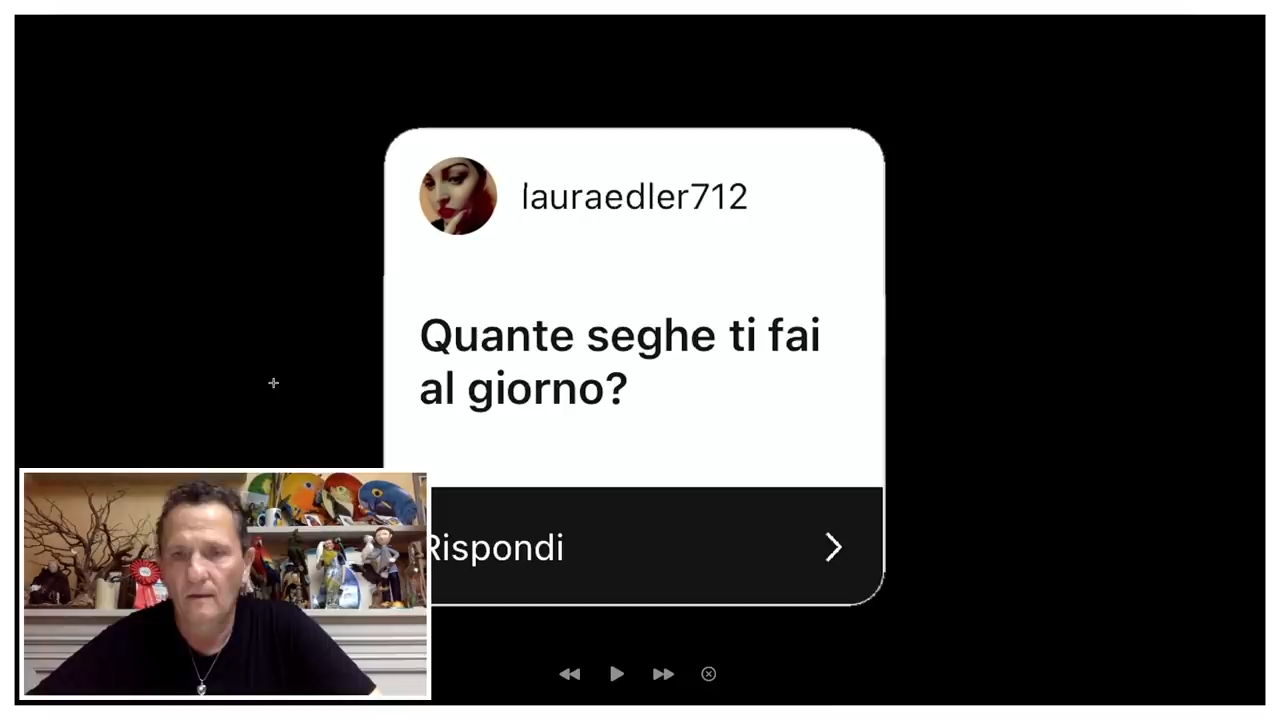 lauraedler712
Quante seghe ti fai
al giorno?
Rispondi